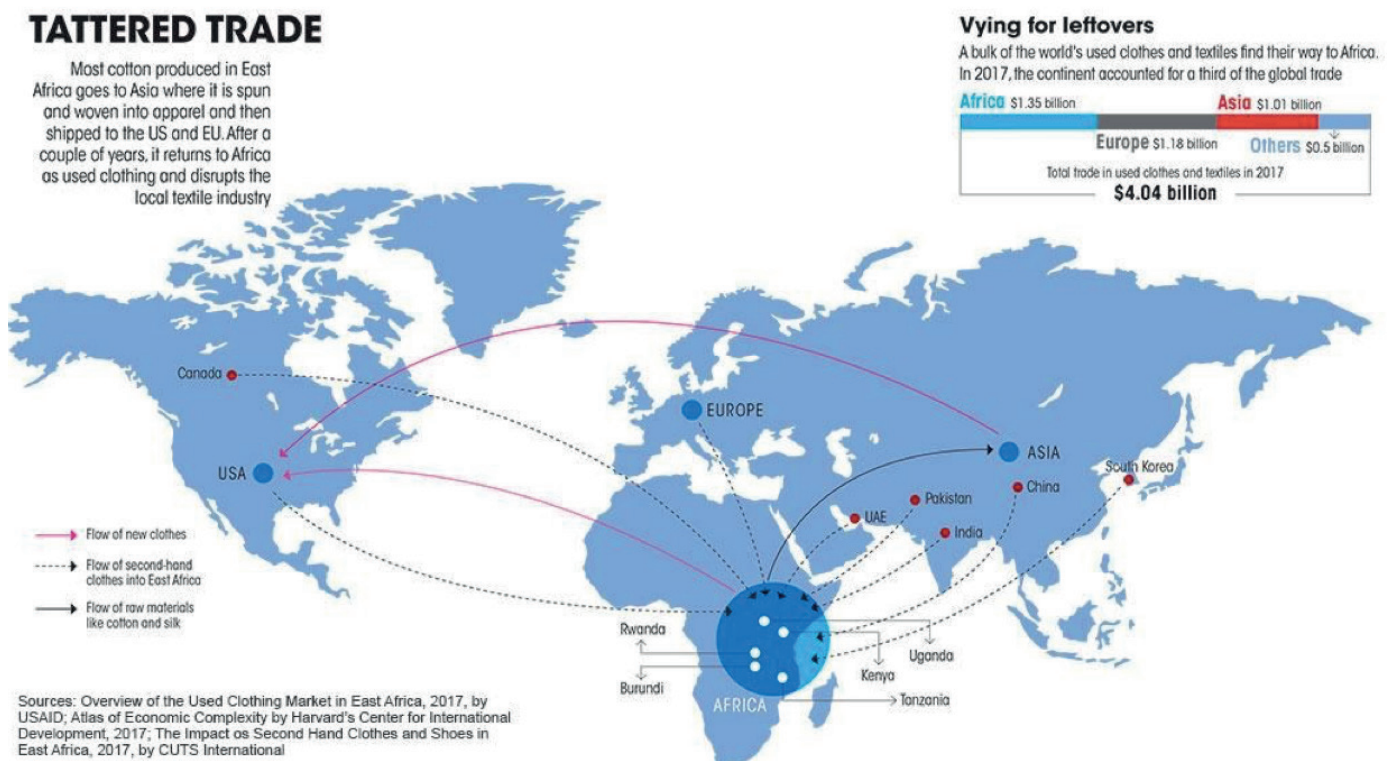 TATTERED TRADE
Most cotton produced in East
Africa goes to Asia where it is spun
and woven into apparel and then
shipped to the US and EU. After a
couple of years, it returns to Africa
as used clothing and disrupts the
local textile industry
Vying for leftovers
A bulk of the world's used clothes and textiles find their way to Africa.
In 2017, the continent accounted for a third of the global trade
Africa $1.35 billion
Asia $1.01 billion
Europe $1.18 billion
Others $0.5 billion
Total trade in used clothes and textiles in 2017
$4.04 billion
Canada
USA
EUROPE
ASIA
South Korea
China
Pakistan
UAE
India
Flow of new clothes
Flow of second-hand
clothes into East Africa
Flow of raw materials
like cotton and silk
Rwanda
Burundi
Uganda
Kenya
Tanzania
AFRICA
Sources: Overview of the Used Clothing Market in East Africa, 2017, by
USAID; Atlas of Economic Complexity by Harvard's Center for International
Development, 2017; The Impact os Second Hand Clothes and Shoes in
East Africa, 2017, by CUTS International